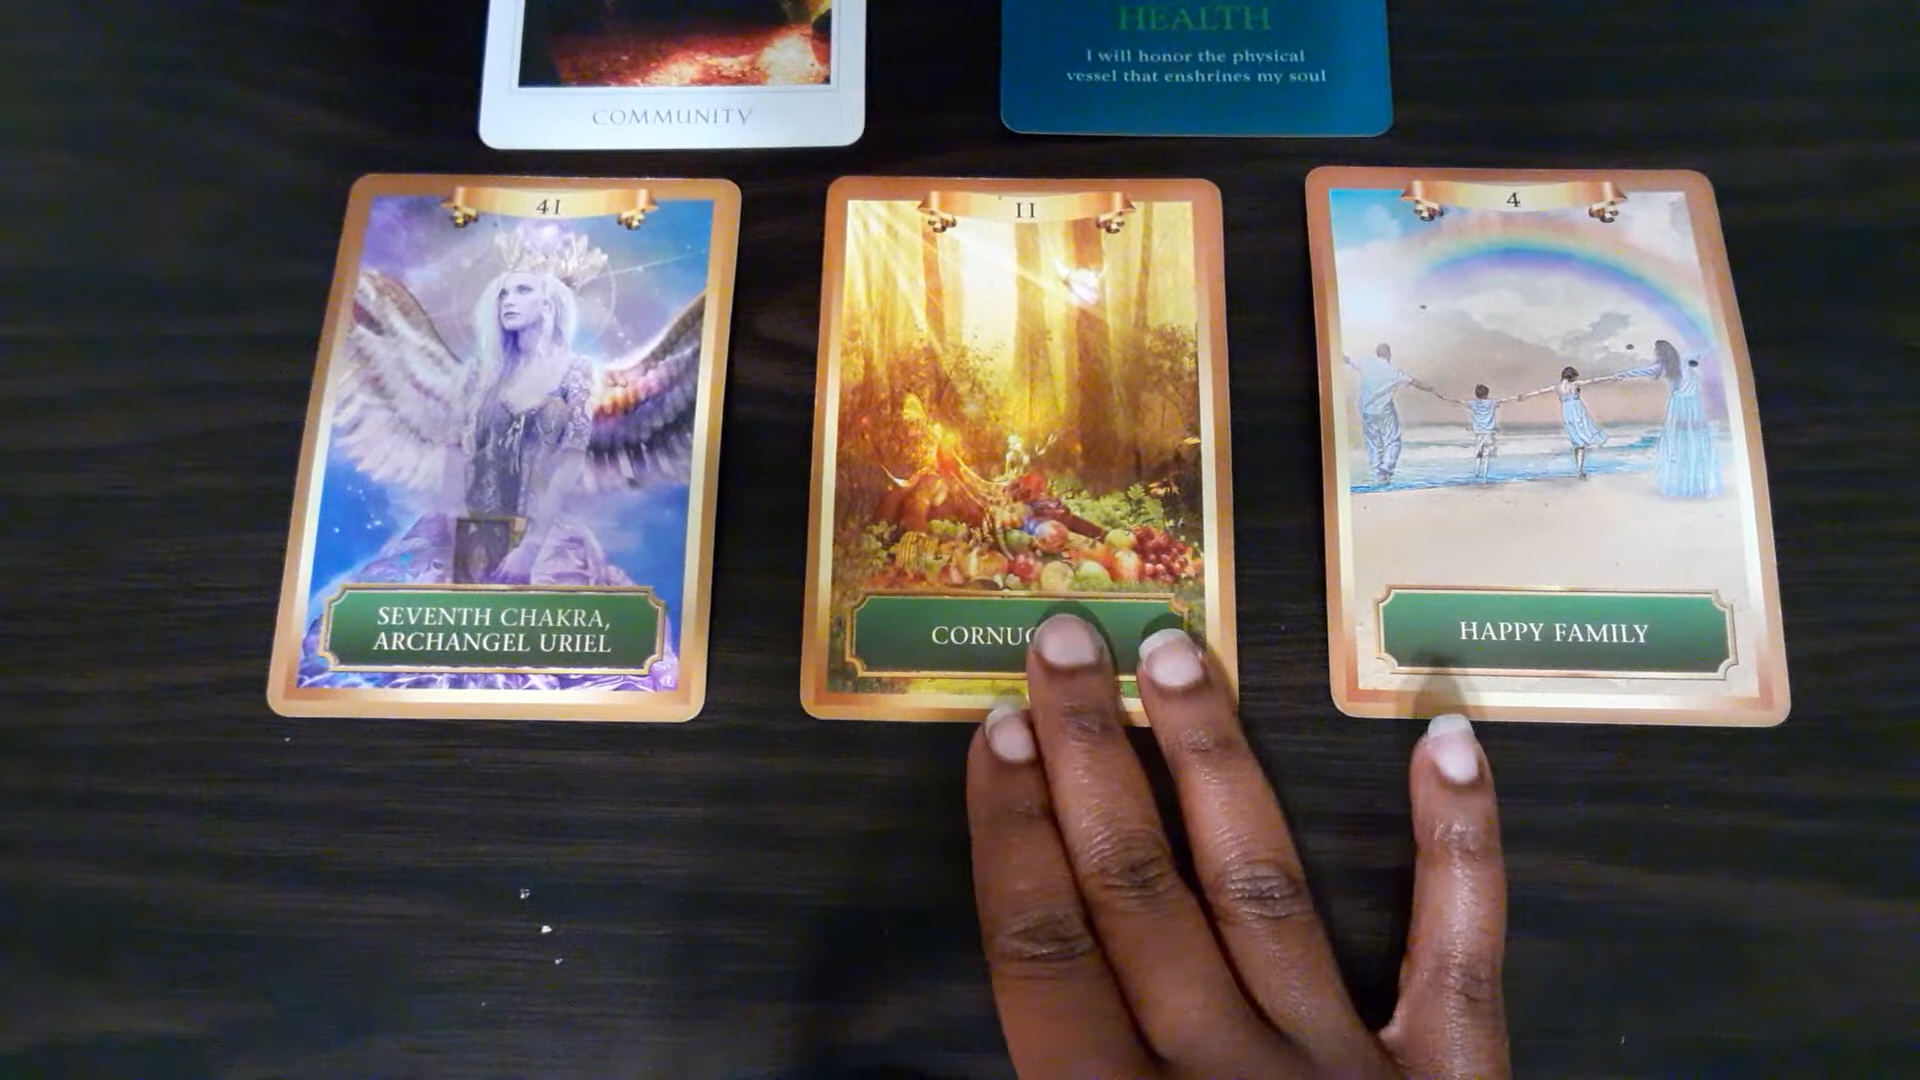 HEALTH
I will honor the physical
vessel that enshrines my soul
COMMUNITY
41
SEVENTH CHAKRA,
ARCHANGEL URIEL
11
4
HAPPY FAMILY